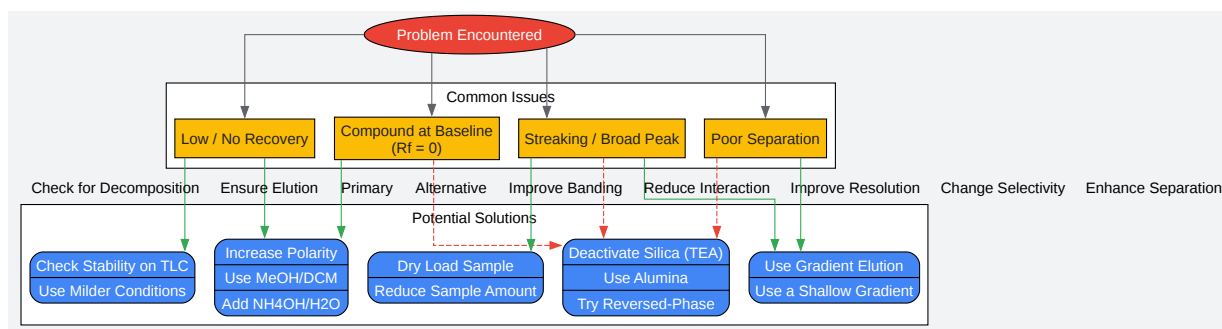 Problem Encountered
Common Issues
Low / No Recovery
Compound at Baseline
(Rf = 0)
Streaking / Broad Peak
Poor Separation
Check for Decomposition
Ensure Elution
Primary
Alternative
Improve Banding
Reduce Interaction
Improve Resolution
Change Selectivity
Enhance Separation
Potential Solutions
Check Stability on TLC
Use Milder Conditions
Increase Polarity
Use MeOH/DCM
Add NH4OH/H2O
Dry Load Sample
Reduce Sample Amount
Deactivate Silica (TEA)
Use Alumina
Try Reversed-Phase
Use Gradient Elution
Use a Shallow Gradient